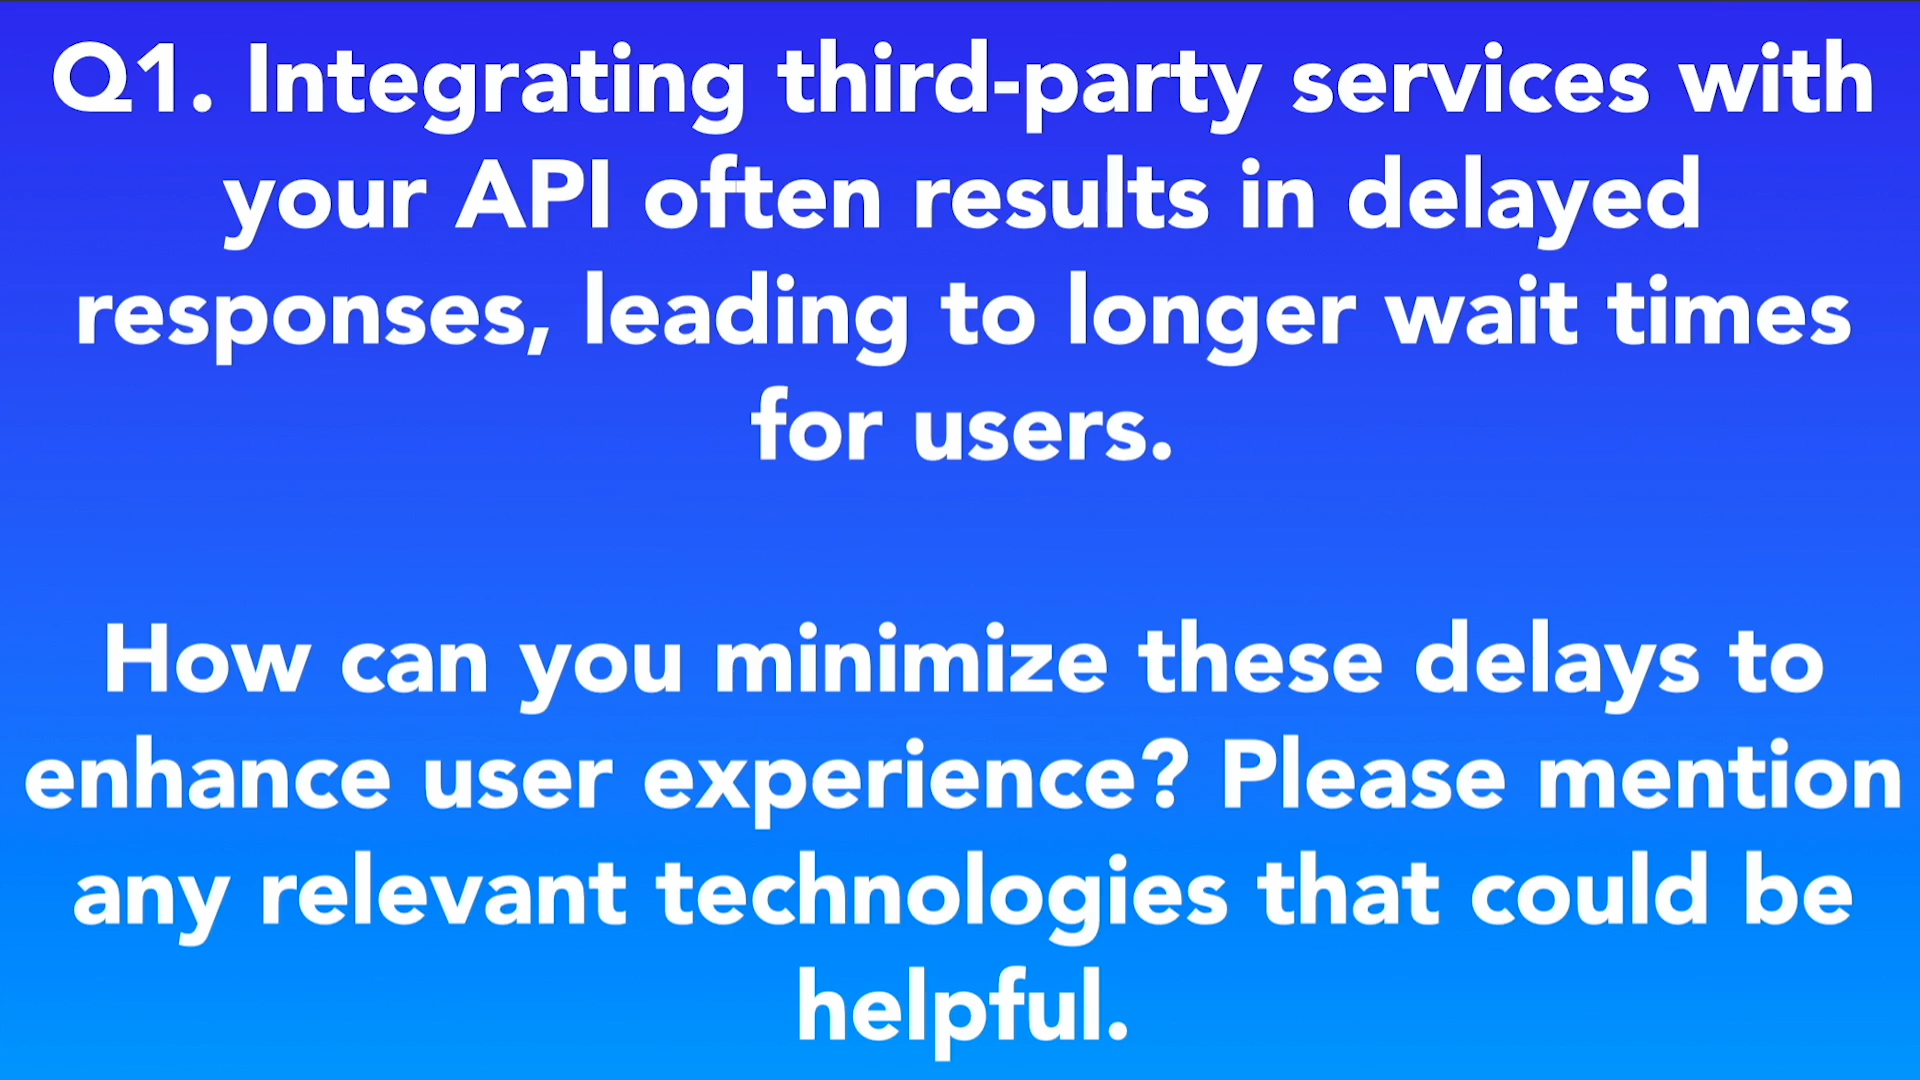 Q1. Integrating third-party services with
your API often results in delayed
responses, leading to longer wait times
for users.
How can you minimize these delays to
enhance user experience? Please mention
any relevant technologies that could be
helpful.